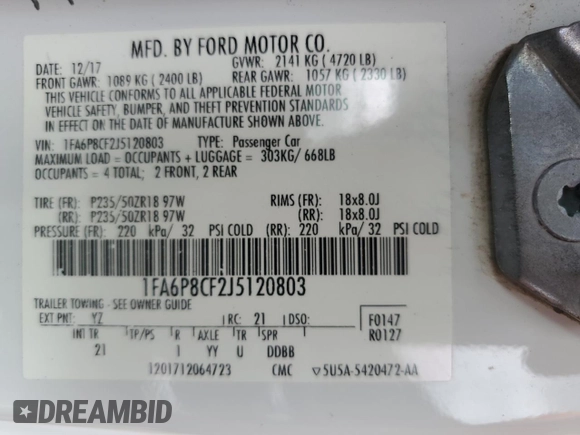 MFD. BY FORD MOTOR CO.
DATE: 12/17 GVWR: 2141 KG ( 4720 LB)
FRONT GAWR: 1089 KG ( 2400 LB) REAR GAWR: 1057 KG ( 2330 LB)
THIS VEHICLE CONFORMS TO ALL APPLICABLE FEDERAL MOTOR
VEHICLE SAFETY, BUMPER, AND THEFT PREVENTION STANDARDS
IN EFFECT ON THE DATE OF MANUFACTURE SHOWN ABOVE.
VIN: 1FA6P8CF2J5120803 TYPE: Passenger Car
MAXIMUM LOAD = OCCUPANTS + LUGGAGE = 303KG/ 668LB
OCCUPANTS = 4 TOTAL; 2 FRONT, 2 REAR
TIRE (FR): P235/50ZR18 97W RIMS (FR): 18x8.0J
(RR): P235/50ZR18 97W (RR): 18x8.0J
PRESSURE (FR): 220 kPa/ 32 PSI COLD (RR): 220 kPa/ 32 PSI COLD
1FA6P8CF2J5120803
TRAILER TOWING - SEE OWNER GUIDE
EXT PNT: YZ RC: 21 DSO: F0147
INT TR TP/PS R AXLE TR SPR R0127
21 I YY U DDBB
1201712064723 CMC ▽5U5A-5420472-AA
DREAMBID DREAMBID